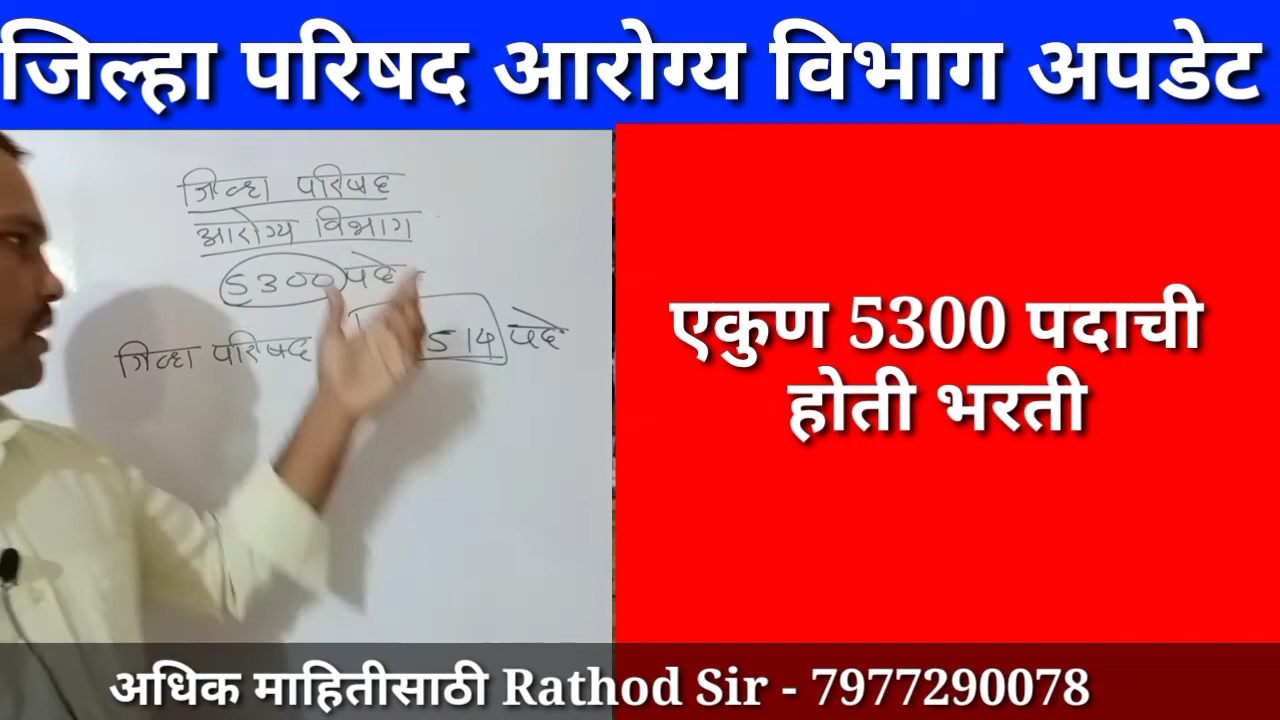 जिल्हा परिषद आरोग्य विभाग अपडेट
जिल्हा परिषद
आरोग्य विभाग
5300 पदे
जिल्हा परिषद 514 पदे
एकुण 5300 पदाची
होती भरती
अधिक माहितीसाठी Rathod Sir - 7977290078